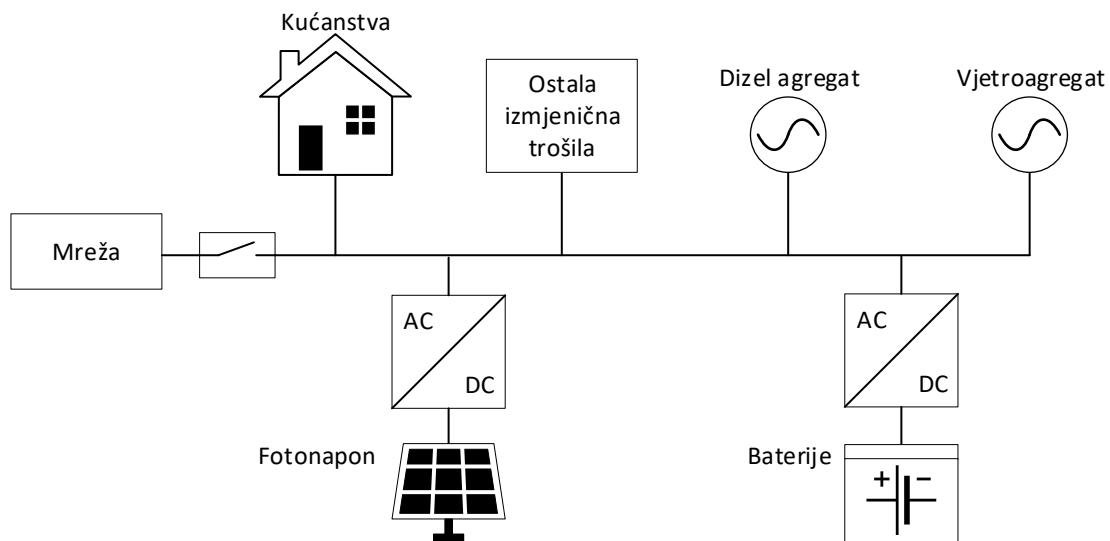 Kućanstva
Ostala
izmjenična
trošila
Dizel agregat
Vjetroagregat
Mreža
AC
DC
AC
DC
Fotonapon
Baterije
+ −